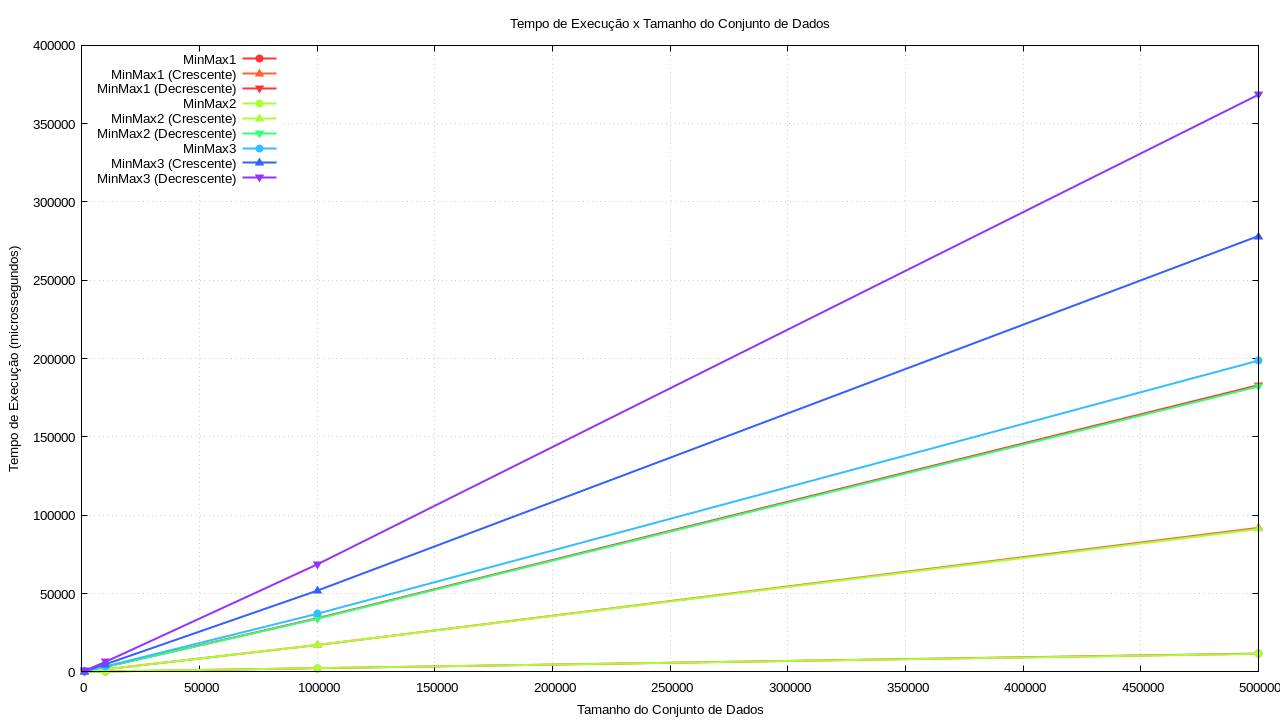 Tempo de Execução x Tamanho do Conjunto de Dados
400000
350000
300000
250000
200000
150000
100000
50000
0
MinMax1
MinMax1 (Crescente)
MinMax1 (Decrescente)
MinMax2
MinMax2 (Crescente)
MinMax2 (Decrescente)
MinMax3
MinMax3 (Crescente)
MinMax3 (Decrescente)
Tempo de Execução (microssegundos)
0 50000 100000 150000 200000 250000 300000 350000 400000 450000 500000
Tamanho do Conjunto de Dados